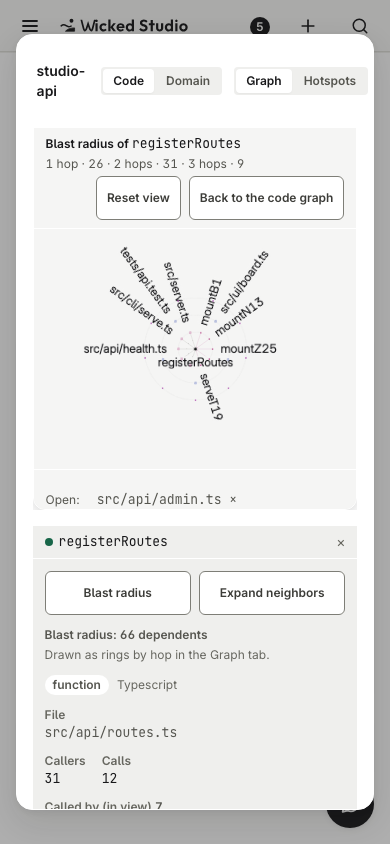 Wicked Studio
5
studio-
api
Code Domain Graph Hotspots
Blast radius of registerRoutes
1 hop · 26 · 2 hops · 31 · 3 hops · 9
Reset view Back to the code graph
tests/api.test.ts
src/server.ts
mountB1
src/ui/board.ts
src/cli/serve.ts
mountN13
src/api/health.ts
mountZ25
registerRoutes
serveT19
Open: src/api/admin.ts ×
registerRoutes ×
Blast radius Expand neighbors
Blast radius: 66 dependents
Drawn as rings by hop in the Graph tab.
function Typescript
File
src/api/routes.ts
Callers Calls
31 12
Called by (in view) 7